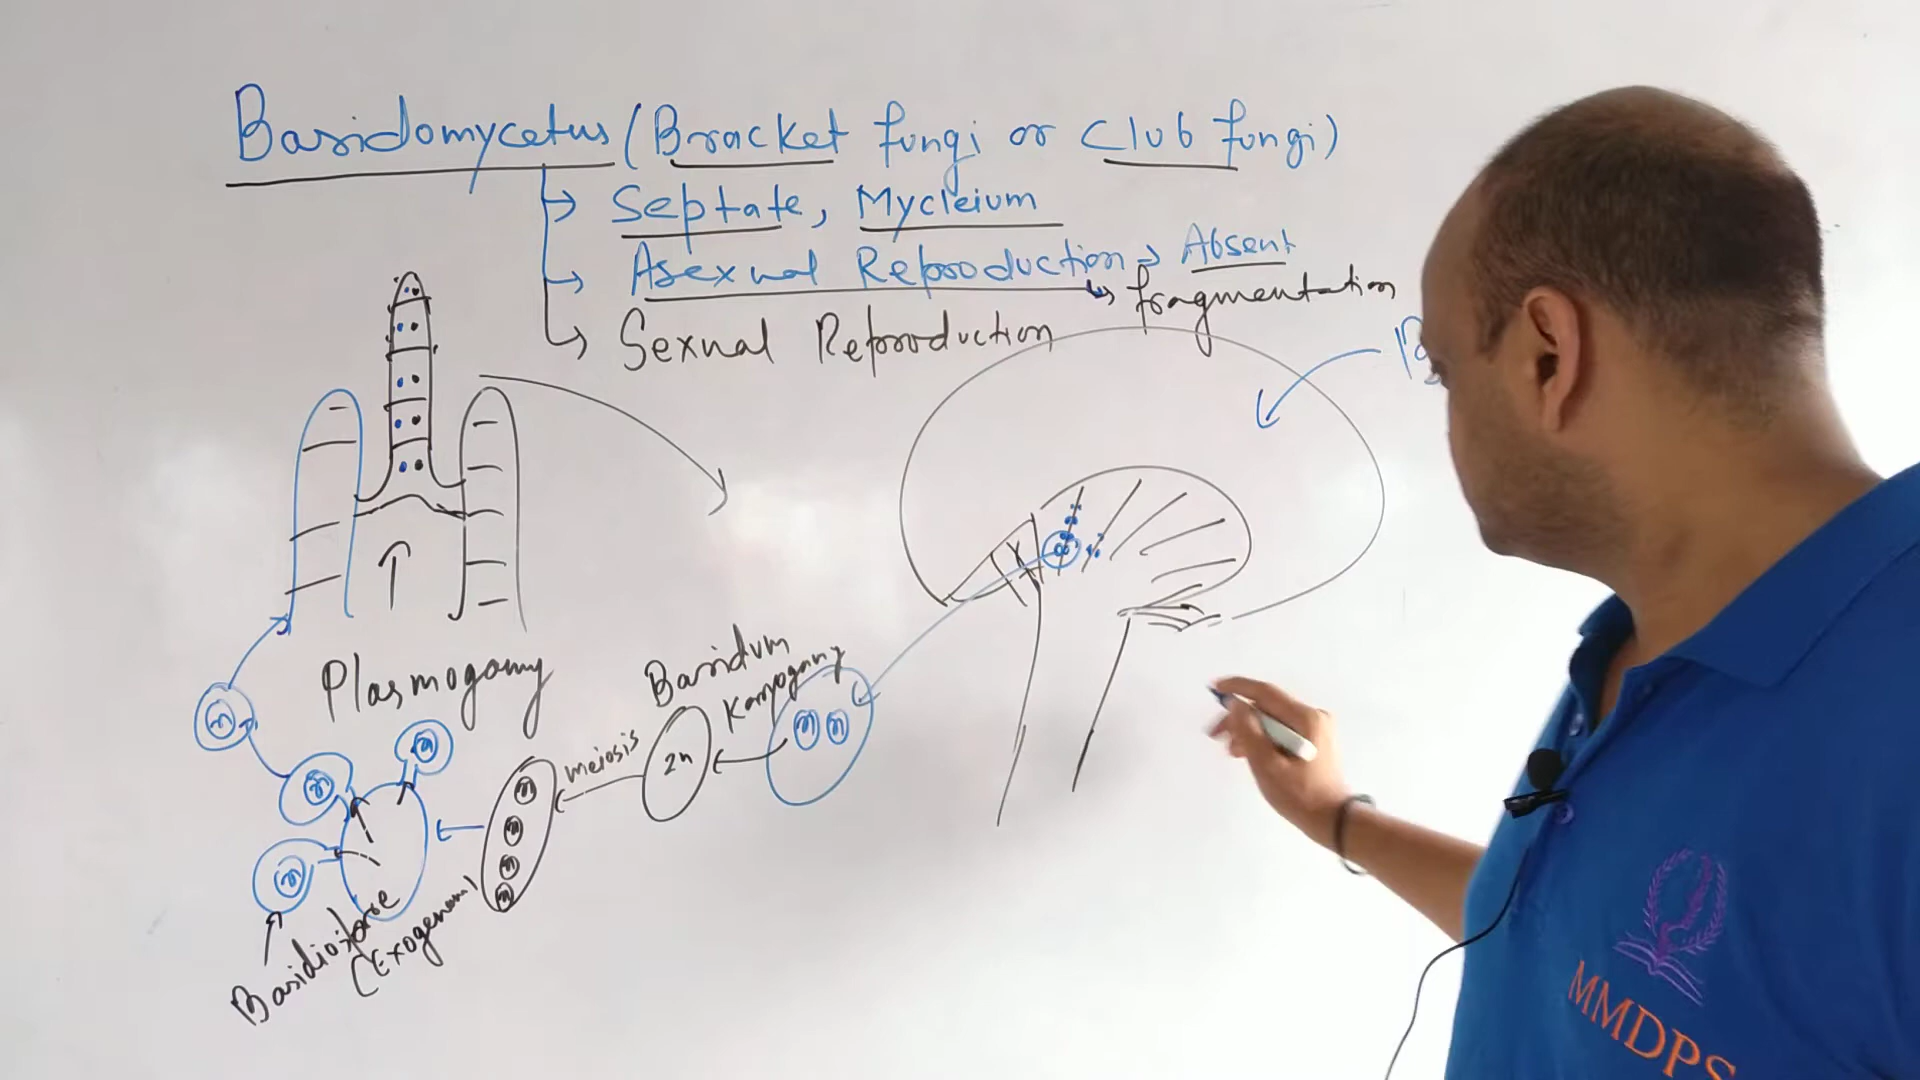 Basidomycetus (Bracket fungi or Club fungi)
→ Septate, Mycleium
→ Asexual Reproduction → Absent
↳ fragmentation
↳ Sexual Reproduction
Plasmogamy
Basidum
Karyogamy
meiosis
2n
n n
n
n
n
n
n
n
n
n
Basidiospore
(Exogenous)
MMDPS